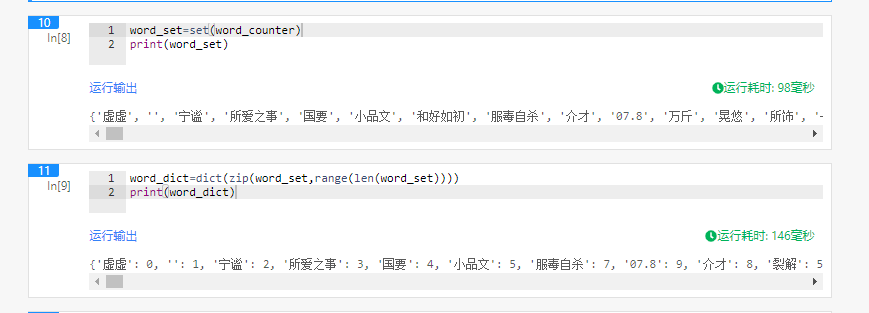 10
In[8]
1 word_set=set(word_counter)
2 print(word_set)
运行输出
运行耗时: 98毫秒
{'虚虚', '', '宁谧', '所爱之事', '国要', '小品文', '和好如初', '服毒自杀', '介才', '07.8', '万斤', '晃悠', '所饰', '
11
In[9]
1 word_dict=dict(zip(word_set,range(len(word_set))))
2 print(word_dict)
运行输出
运行耗时: 146毫秒
{'虚虚': 0, '': 1, '宁谧': 2, '所爱之事': 3, '国要': 4, '小品文': 5, '服毒自杀': 7, '07.8': 9, '介才': 8, '裂解': 5